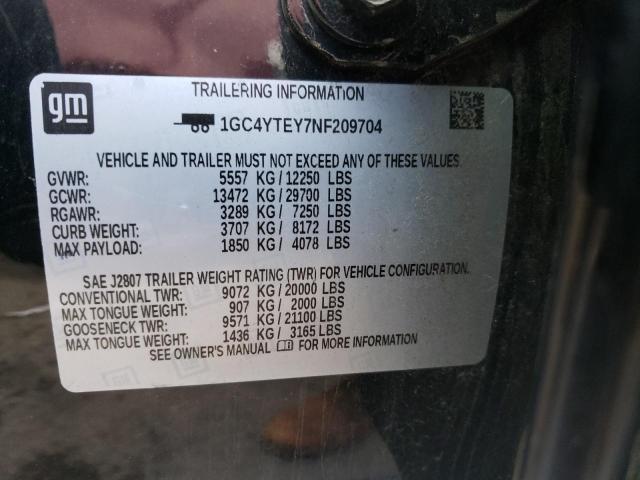 gm
TRAILERING INFORMATION
1GC4YTEY7NF209704
VEHICLE AND TRAILER MUST NOT EXCEED ANY OF THESE VALUES
GVWR: 5557 KG/12250 LBS
GCWR: 13472 KG/29700 LBS
RGAWR: 3289 KG/ 7250 LBS
CURB WEIGHT: 3707 KG/ 8172 LBS
MAX PAYLOAD: 1850 KG/ 4078 LBS
SAE J2807 TRAILER WEIGHT RATING (TWR) FOR VEHICLE CONFIGURATION.
CONVENTIONAL TWR: 9072 KG/20000 LBS
MAX TONGUE WEIGHT: 907 KG/ 2000 LBS
GOOSENECK TWR: 9571 KG/21100 LBS
MAX TONGUE WEIGHT: 1436 KG/ 3165 LBS
SEE OWNER'S MANUAL FOR MORE INFORMATION